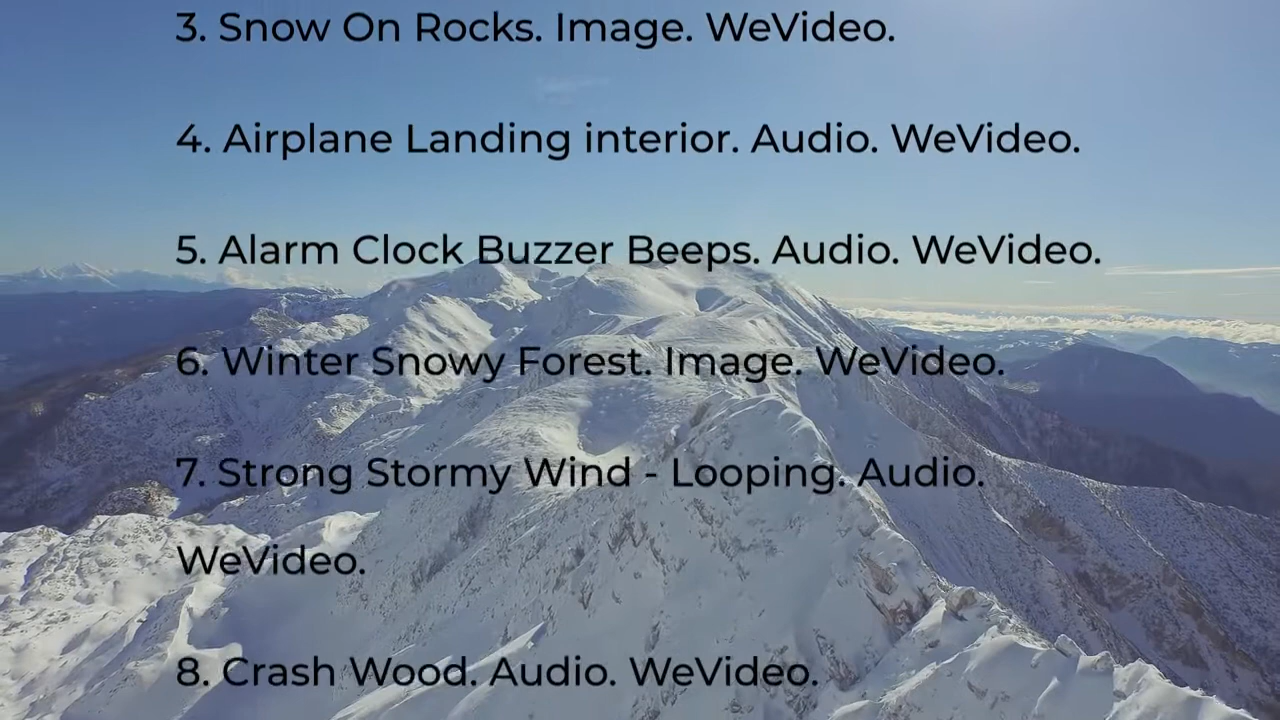 3. Snow On Rocks. Image. WeVideo.
4. Airplane Landing interior. Audio. WeVideo.
5. Alarm Clock Buzzer Beeps. Audio. WeVideo.
6. Winter Snowy Forest. Image. WeVideo.
7. Strong Stormy Wind - Looping. Audio.
WeVideo.
8. Crash Wood. Audio. WeVideo.